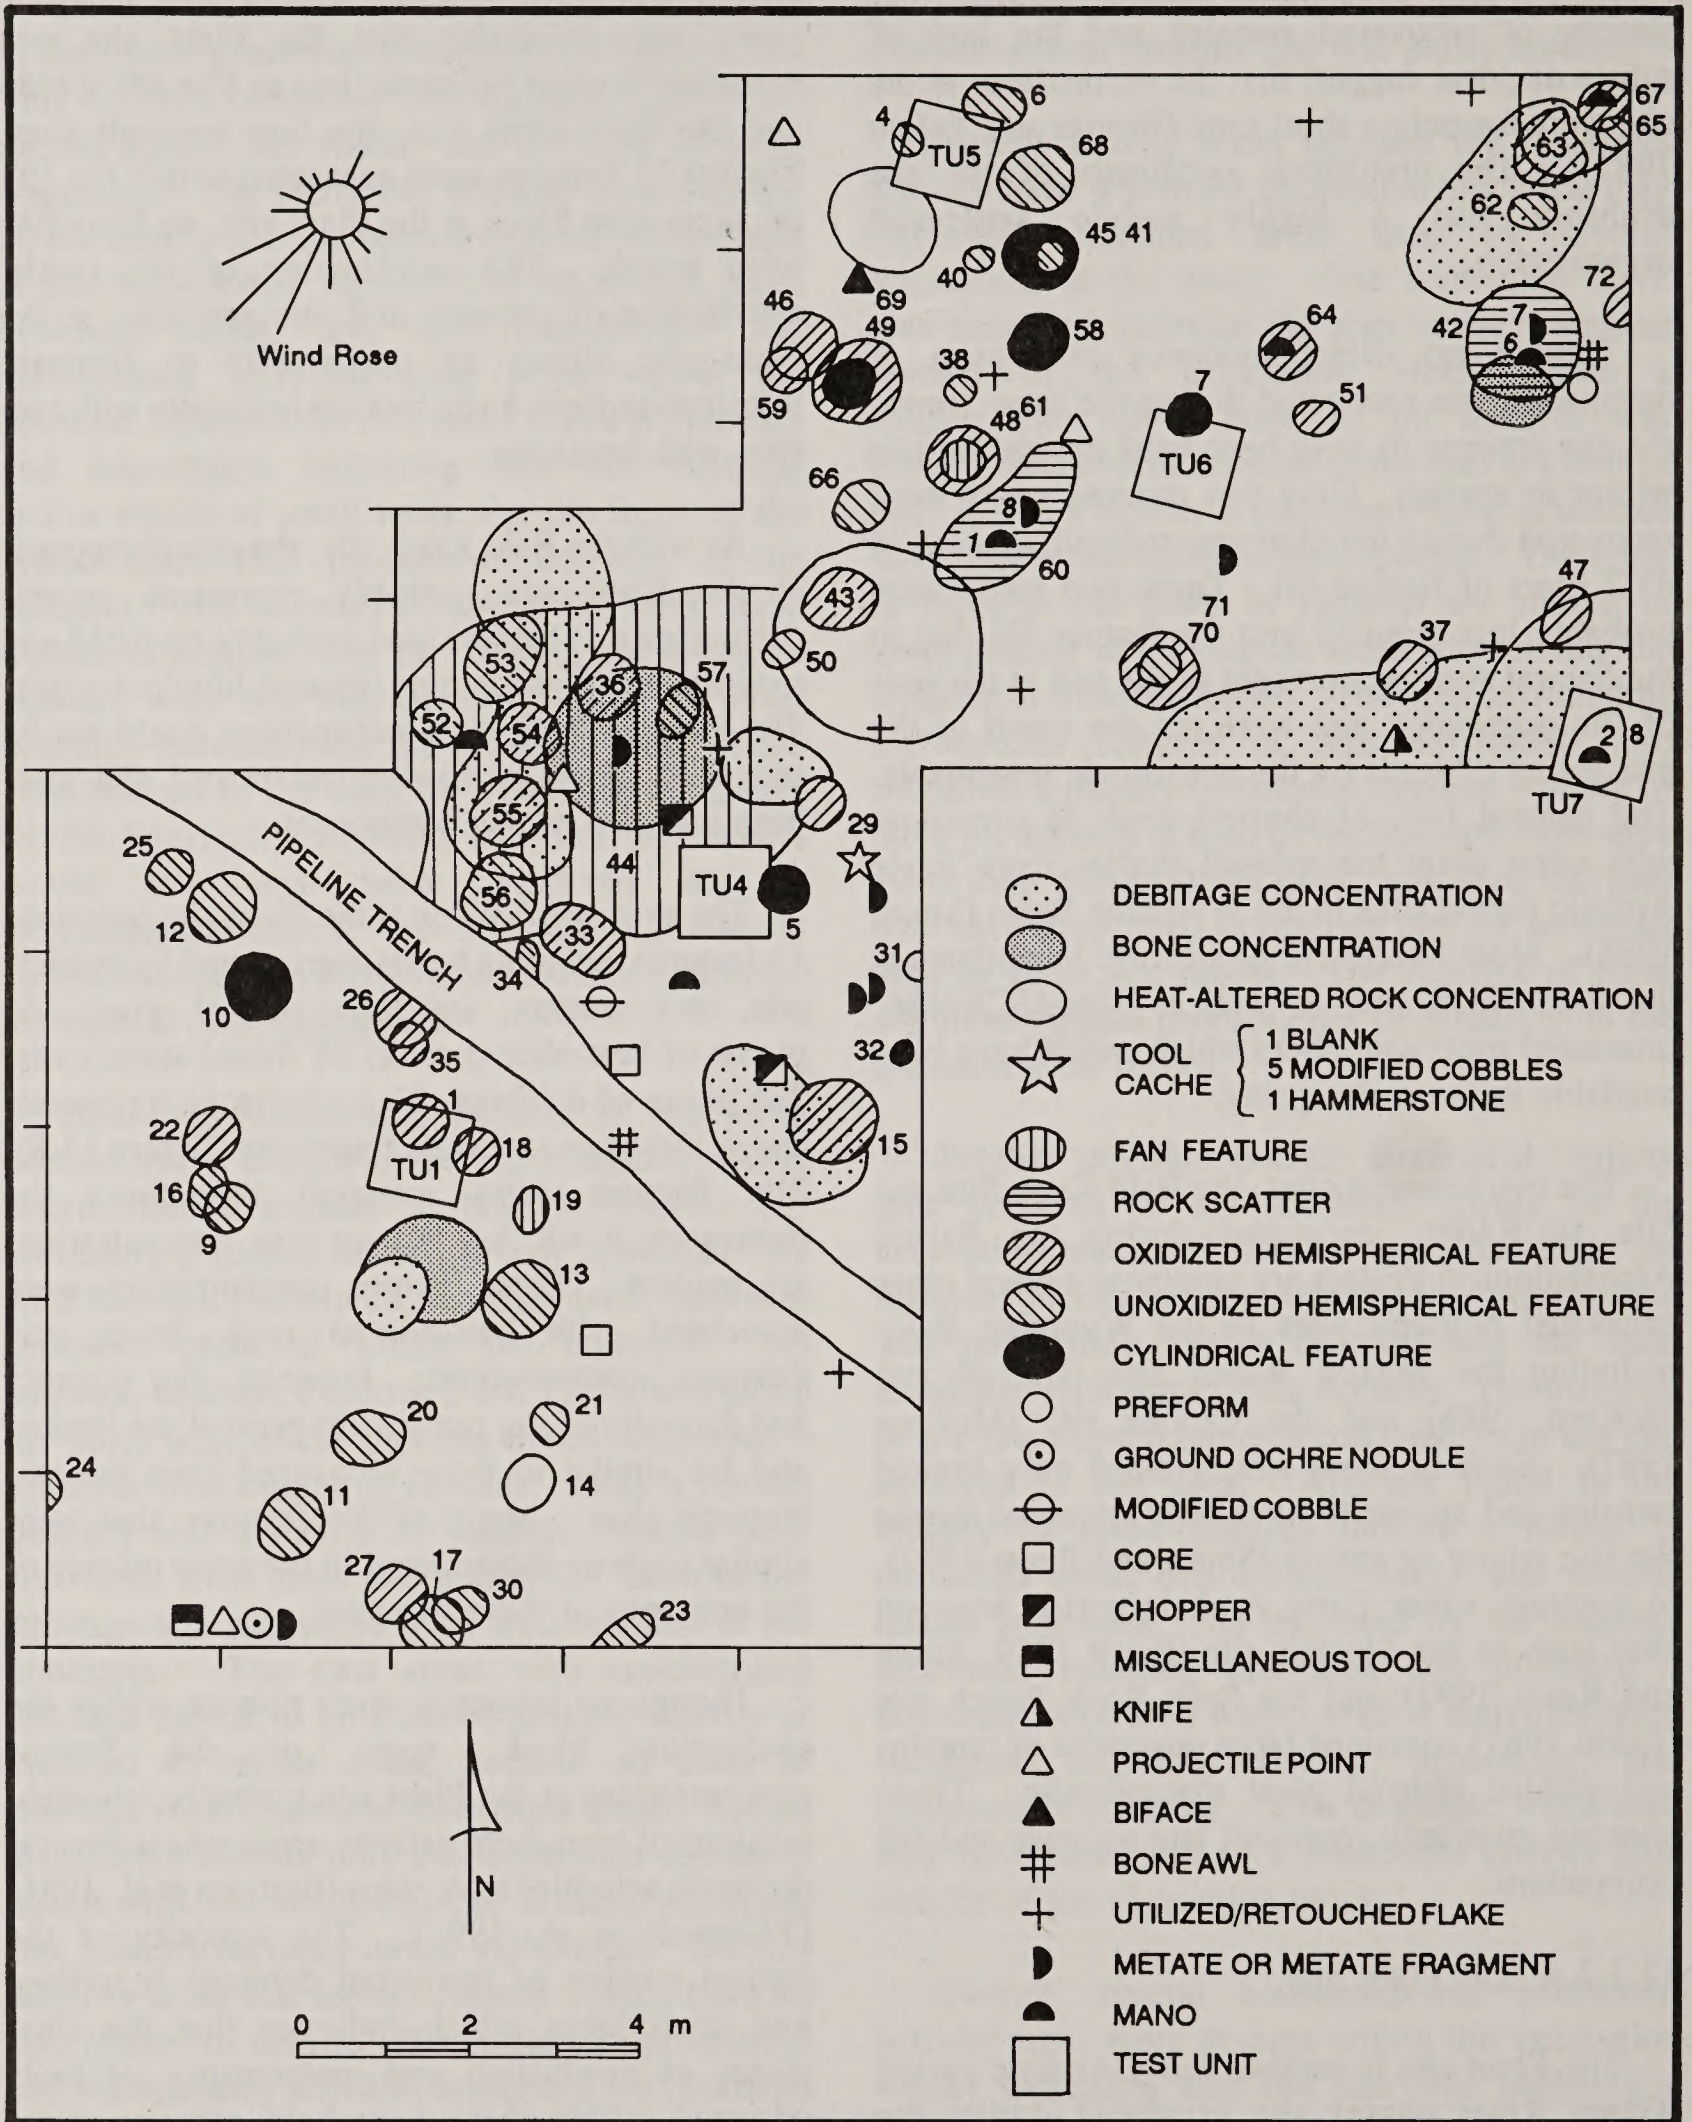 6
4
TU5
68
67
65
63
62
45 41
40
69
72
46
49
58
64
42
7
6
59
38
7
51
48 61
TU6
66
8
1
60
43
47
53
50
71
70
37
36
57
52
54
2
8
TU7
55
29
PIPELINE TRENCH
25
44
TU4
5
56
12
33
31
34
10
26
35
32
1
22
18
15
TU1
16
19
9
13
20
21
24
14
11
27
17
30
23
Wind Rose
DEBITAGE CONCENTRATION
BONE CONCENTRATION
HEAT-ALTERED ROCK CONCENTRATION
TOOL CACHE
1 BLANK
5 MODIFIED COBBLES
1 HAMMERSTONE
FAN FEATURE
ROCK SCATTER
OXIDIZED HEMISPHERICAL FEATURE
UNOXIDIZED HEMISPHERICAL FEATURE
CYLINDRICAL FEATURE
PREFORM
GROUND OCHRE NODULE
MODIFIED COBBLE
CORE
CHOPPER
MISCELLANEOUS TOOL
KNIFE
PROJECTILE POINT
BIFACE
BONE AWL
UTILIZED/RETOUCHED FLAKE
METATE OR METATE FRAGMENT
MANO
TEST UNIT
N
0 2 4 m